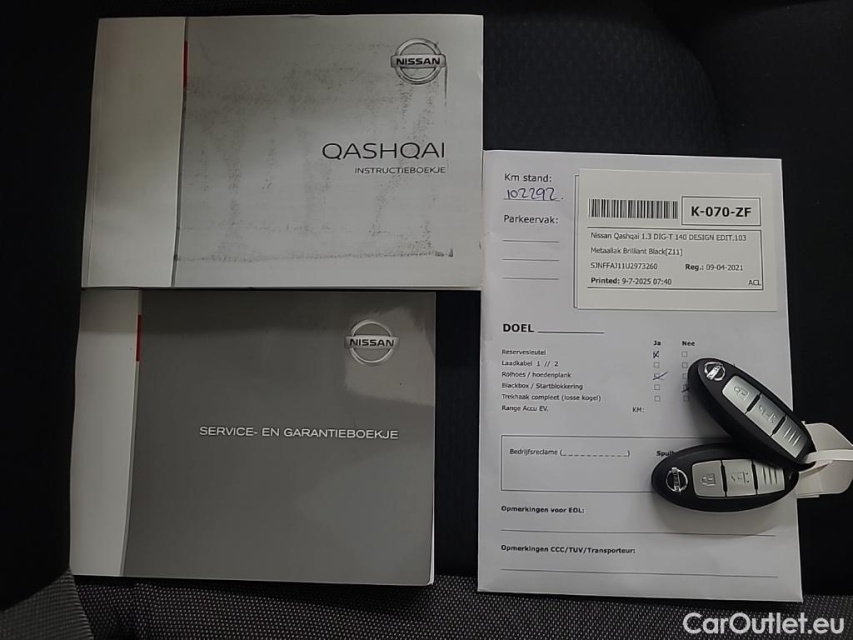 NISSAN
QASHQAI
INSTRUCTIEBOEKJE
NISSAN
SERVICE- EN GARANTIEBOEKJE
Km stand:
102292.
Parkeervak:
K-070-ZF
Nissan Qashqai 1.3 DIG-T 140 DESIGN EDIT.103
Metaallak Brilliant Black[Z11]
SJNFFAJ11U2973260 Reg.: 09-04-2021
Printed: 9-7-2025 07:40 ACL
DOEL
Ja Nee
Reservesleutel
Laadkabel 1 // 2
Rolhoes / hoedenplank
Blackbox / Startblokkering
Trekhaak compleet (losse kogel)
Range Accu EV. KM:
Bedrijfsreclame (_ _ _ _ _ _ _ _ _) 
Opmerkingen voor EOL:
Opmerkingen CCC/TUV/Transporteur:
CarOutlet.eu